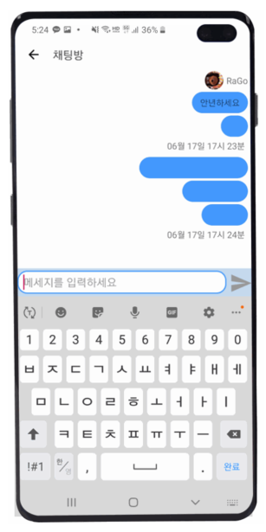 5:24 36%
채팅방
RaGo
안녕하세요
06월 17일 17시 23분
06월 17일 17시 24분
메세지를 입력하세요
GIF
1 2 3 4 5 6 7 8 9 0
ㅂ ㅈ ㄷ ㄱ ㅅ ㅛ ㅕ ㅑ ㅐ ㅔ
ㅁ ㄴ ㅇ ㄹ ㅎ ㅗ ㅓ ㅏ ㅣ
ㅋ ㅌ ㅊ ㅍ ㅠ ㅜ ㅡ
!#1 한/영 , . 완료